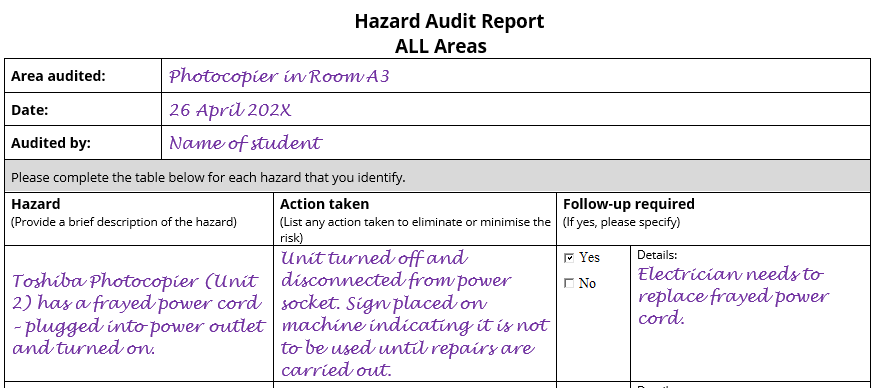 Hazard Audit Report
ALL Areas
Area audited:
Photocopier in Room A3
Date:
26 April 202X
Audited by:
Name of student
Please complete the table below for each hazard that you identify.
Hazard
(Provide a brief description of the hazard)
Action taken
(List any action taken to eliminate or minimise the
risk)
Follow-up required
(If yes, please specify)
Toshiba Photocopier (Unit
2) has a frayed power cord
– plugged into power outlet
and turned on.
Unit turned off and
disconnected from power
socket. Sign placed on
machine indicating it is not
to be used until repairs are
carried out.
Yes
No
Details:
Electrician needs to
replace frayed power
cord.